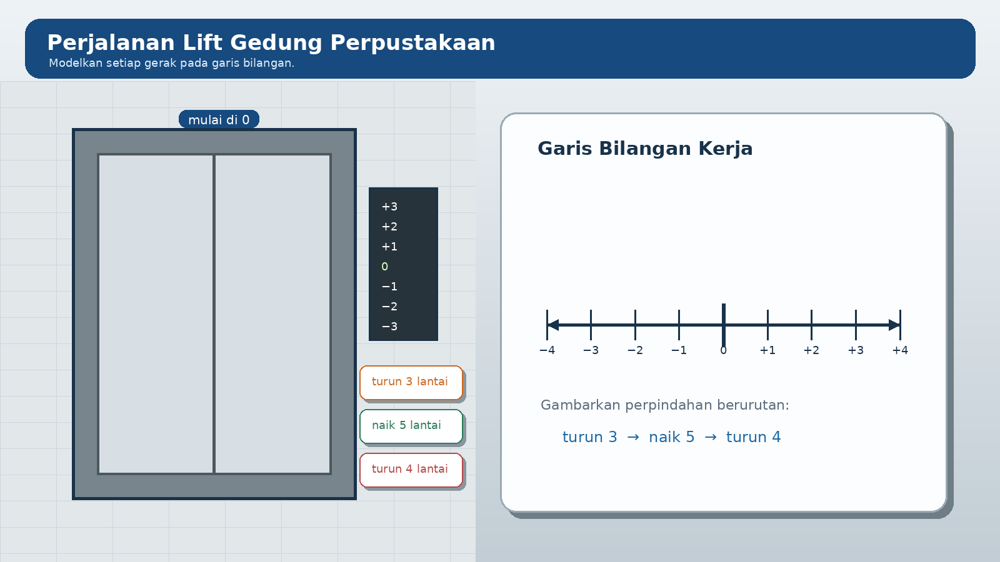 Perjalanan Lift Gedung Perpustakaan
Modelkan setiap gerak pada garis bilangan.
mulai di 0
+3
+2
+1
0
−1
−2
−3
turun 3 lantai
naik 5 lantai
turun 4 lantai
Garis Bilangan Kerja
−4 −3 −2 −1 0 +1 +2 +3 +4
Gambarkan perpindahan berurutan:
turun 3 → naik 5 → turun 4